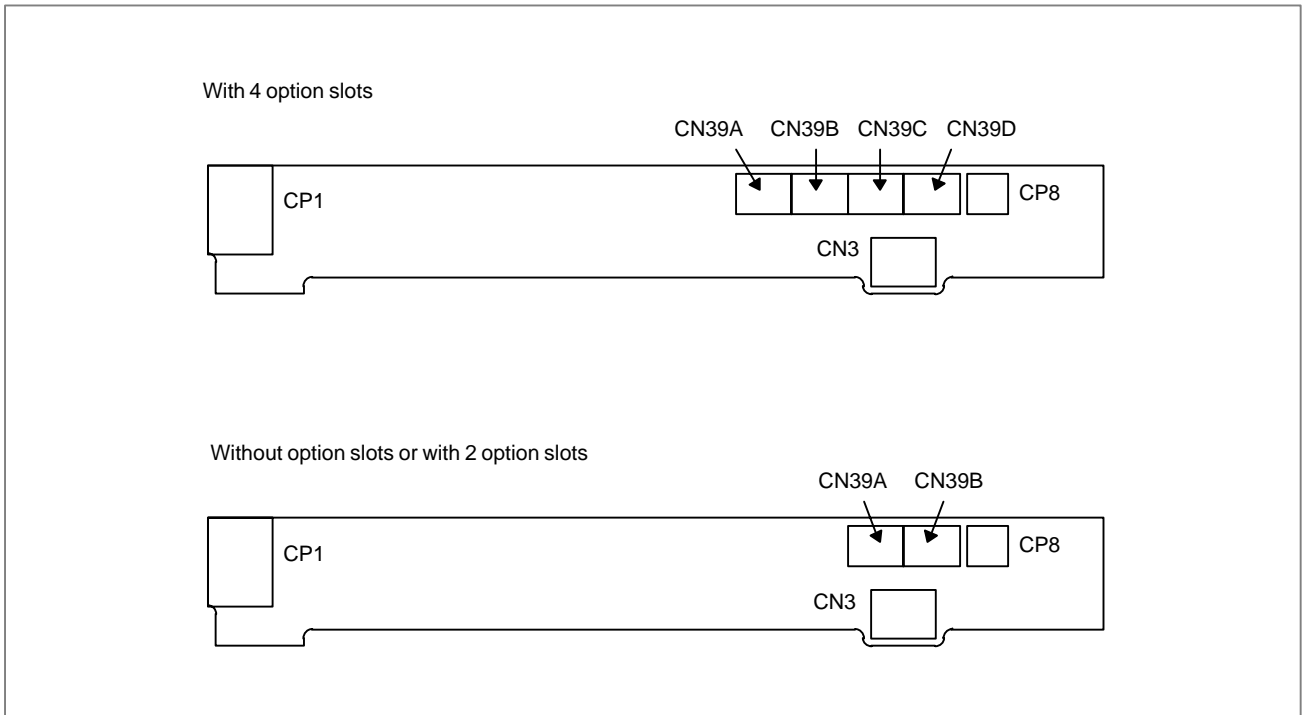 With 4 option slots
CN39A CN39B CN39C CN39D
CP1
CP8
CN3
Without option slots or with 2 option slots
CN39A CN39B
CP1
CP8
CN3